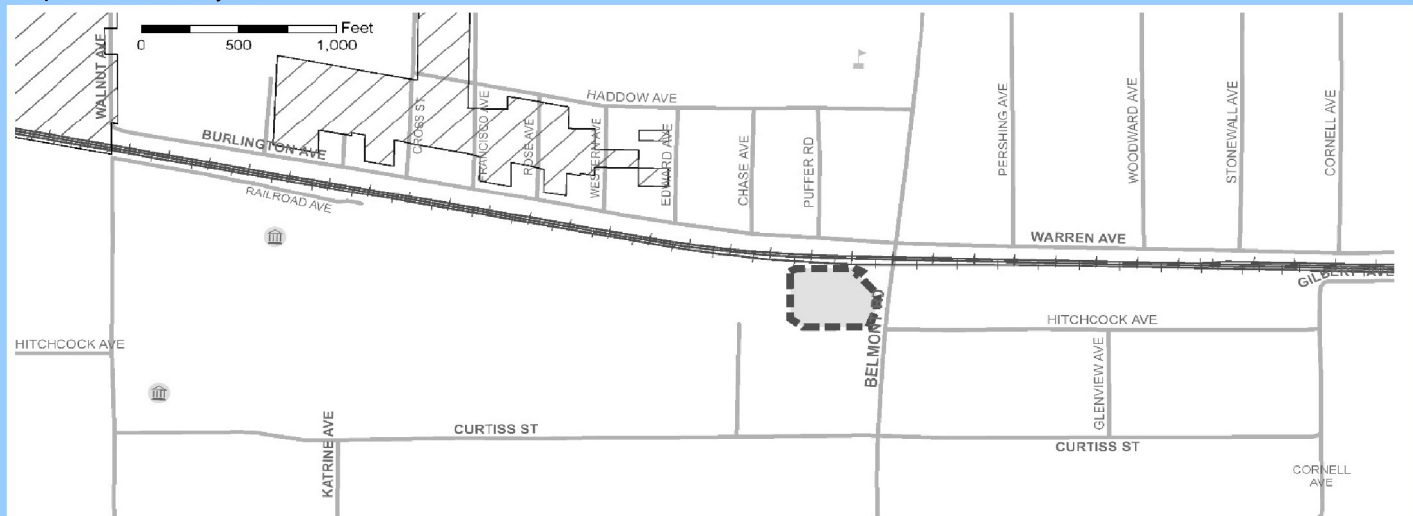 Feet
0 500 1,000
WALNUT AVE
BURLINGTON AVE
RAILROAD AVE
CROSS ST
FRANCISCO AVE
ROSE AVE
WESTERN AVE
EDWARD AVE
HADDOW AVE
CHASE AVE
PUFFER RD
PERSHING AVE
WOODWARD AVE
STONEWALL AVE
CORNELL AVE
WARREN AVE
GILBERT AVE
HITCHCOCK AVE
HITCHCOCK AVE
GLENVIEW AVE
KATRINE AVE
CURTISS ST
CURTISS ST
CORNELL
AVE